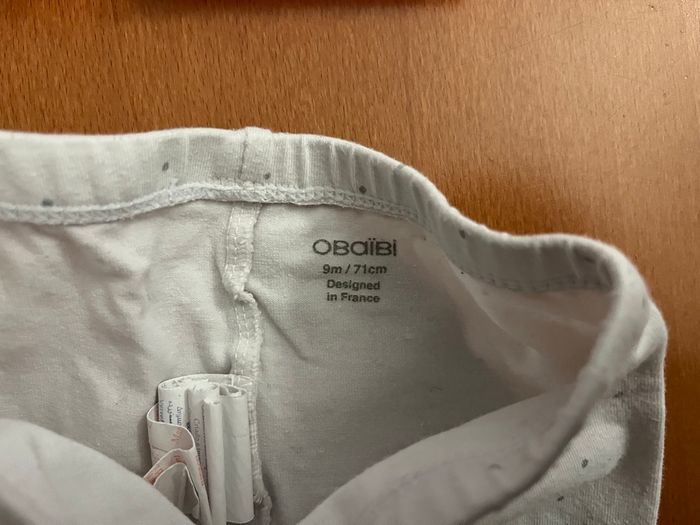 OBaïBi
9m / 71cm
Designed
in France